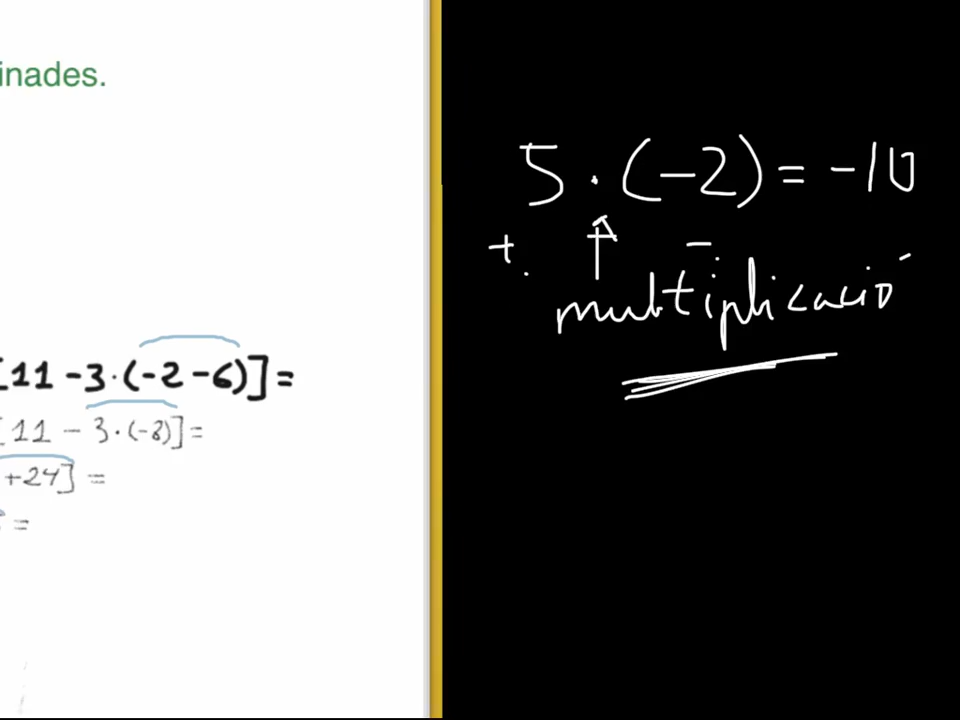 inades.
[11 -3·(-2 -6)]=
[11 - 3·(-8)]=
+24] =
=
5 · (-2) = -10
+ -
multiplicació